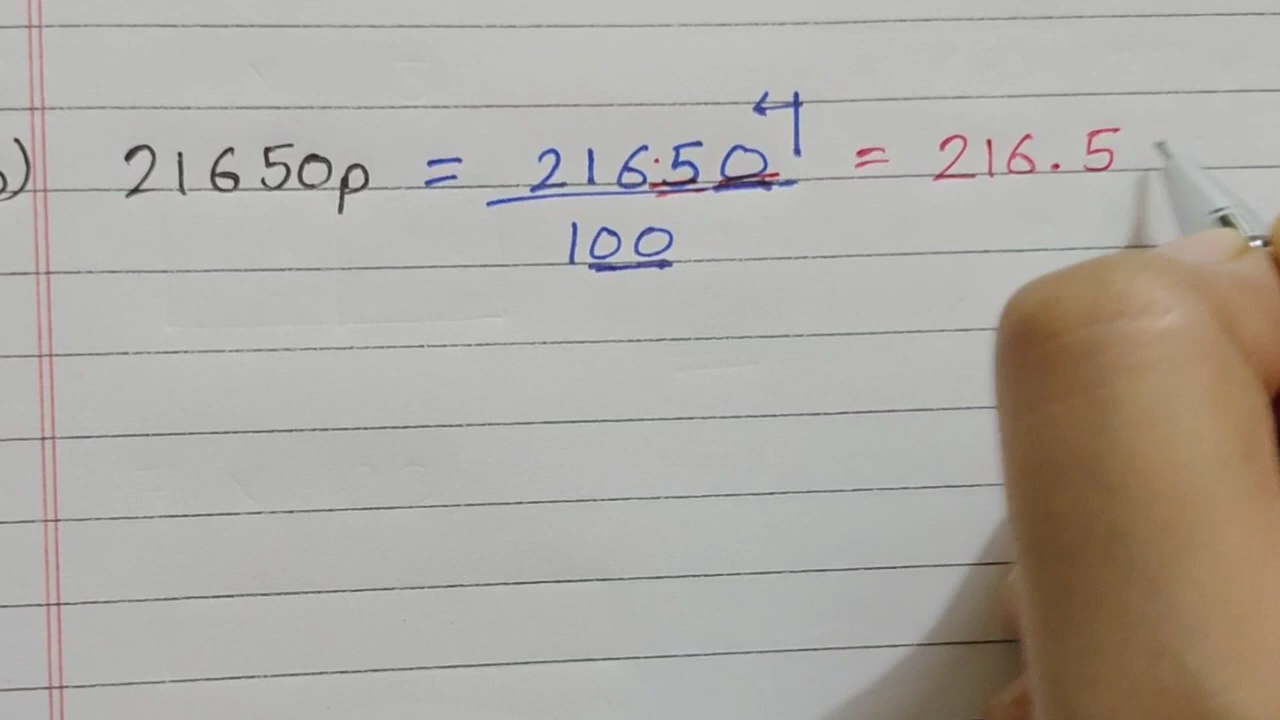 ) 21650p = 216.50 = 216.5
100